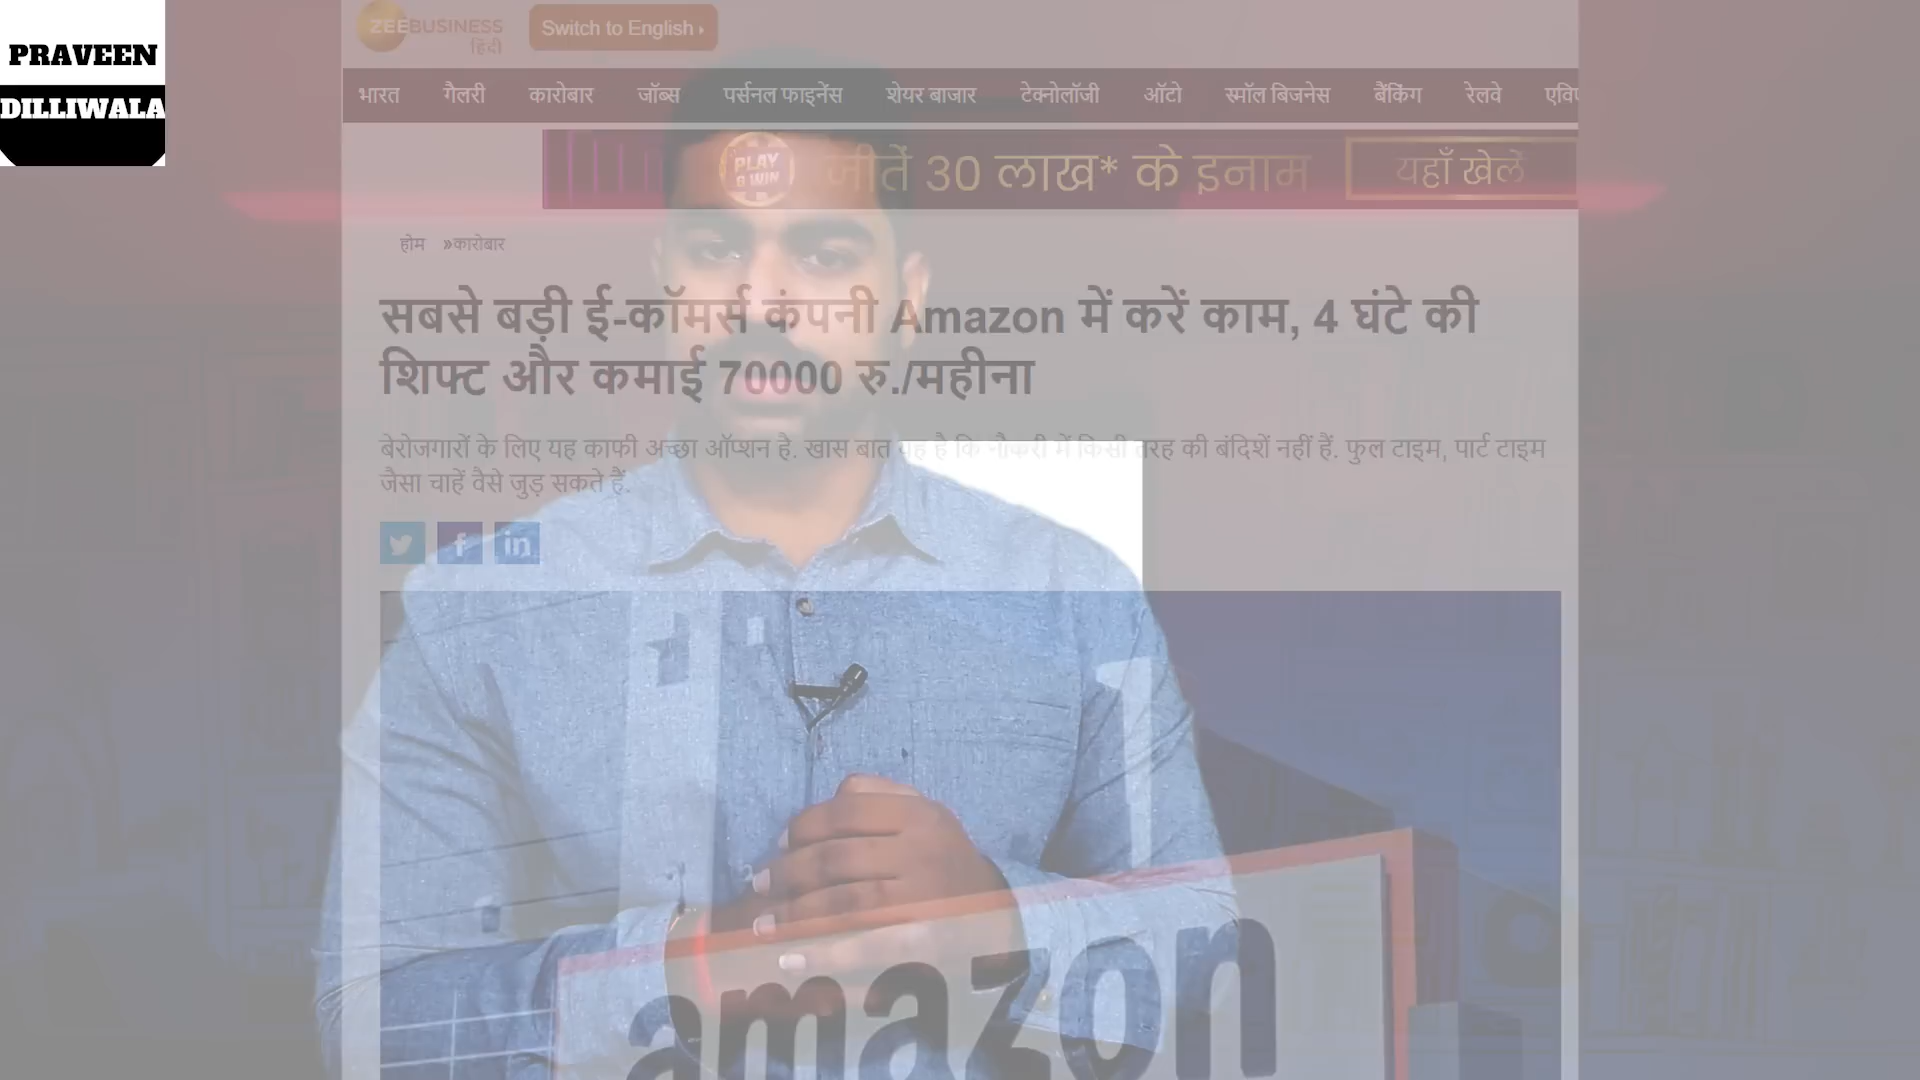 PRAVEEN
DILLIWALA
ZEEBUSINESS
हिंदी
Switch to English ›
भारत गैलरी कारोबार जॉब्स पर्सनल फाइनेंस शेयर बाजार टेक्नोलॉजी ऑटो स्मॉल बिजनेस बैंकिंग रेलवे
PLAY
& WIN
जीतें 30 लाख* के इनाम
यहाँ खेलें
होम »कारोबार
सबसे बड़ी ई-कॉमर्स कंपनी Amazon में करें काम, 4 घंटे की
शिफ्ट और कमाई 70000 रु./महीना
बेरोजगारों के लिए यह काफी अच्छा ऑप्शन है. खास बात यह है कि नौकरी में किसी तरह की बंदिशें नहीं हैं. फुल टाइम, पार्ट टाइम
जैसा चाहें वैसे जुड़ सकते हैं.
f in
amazon